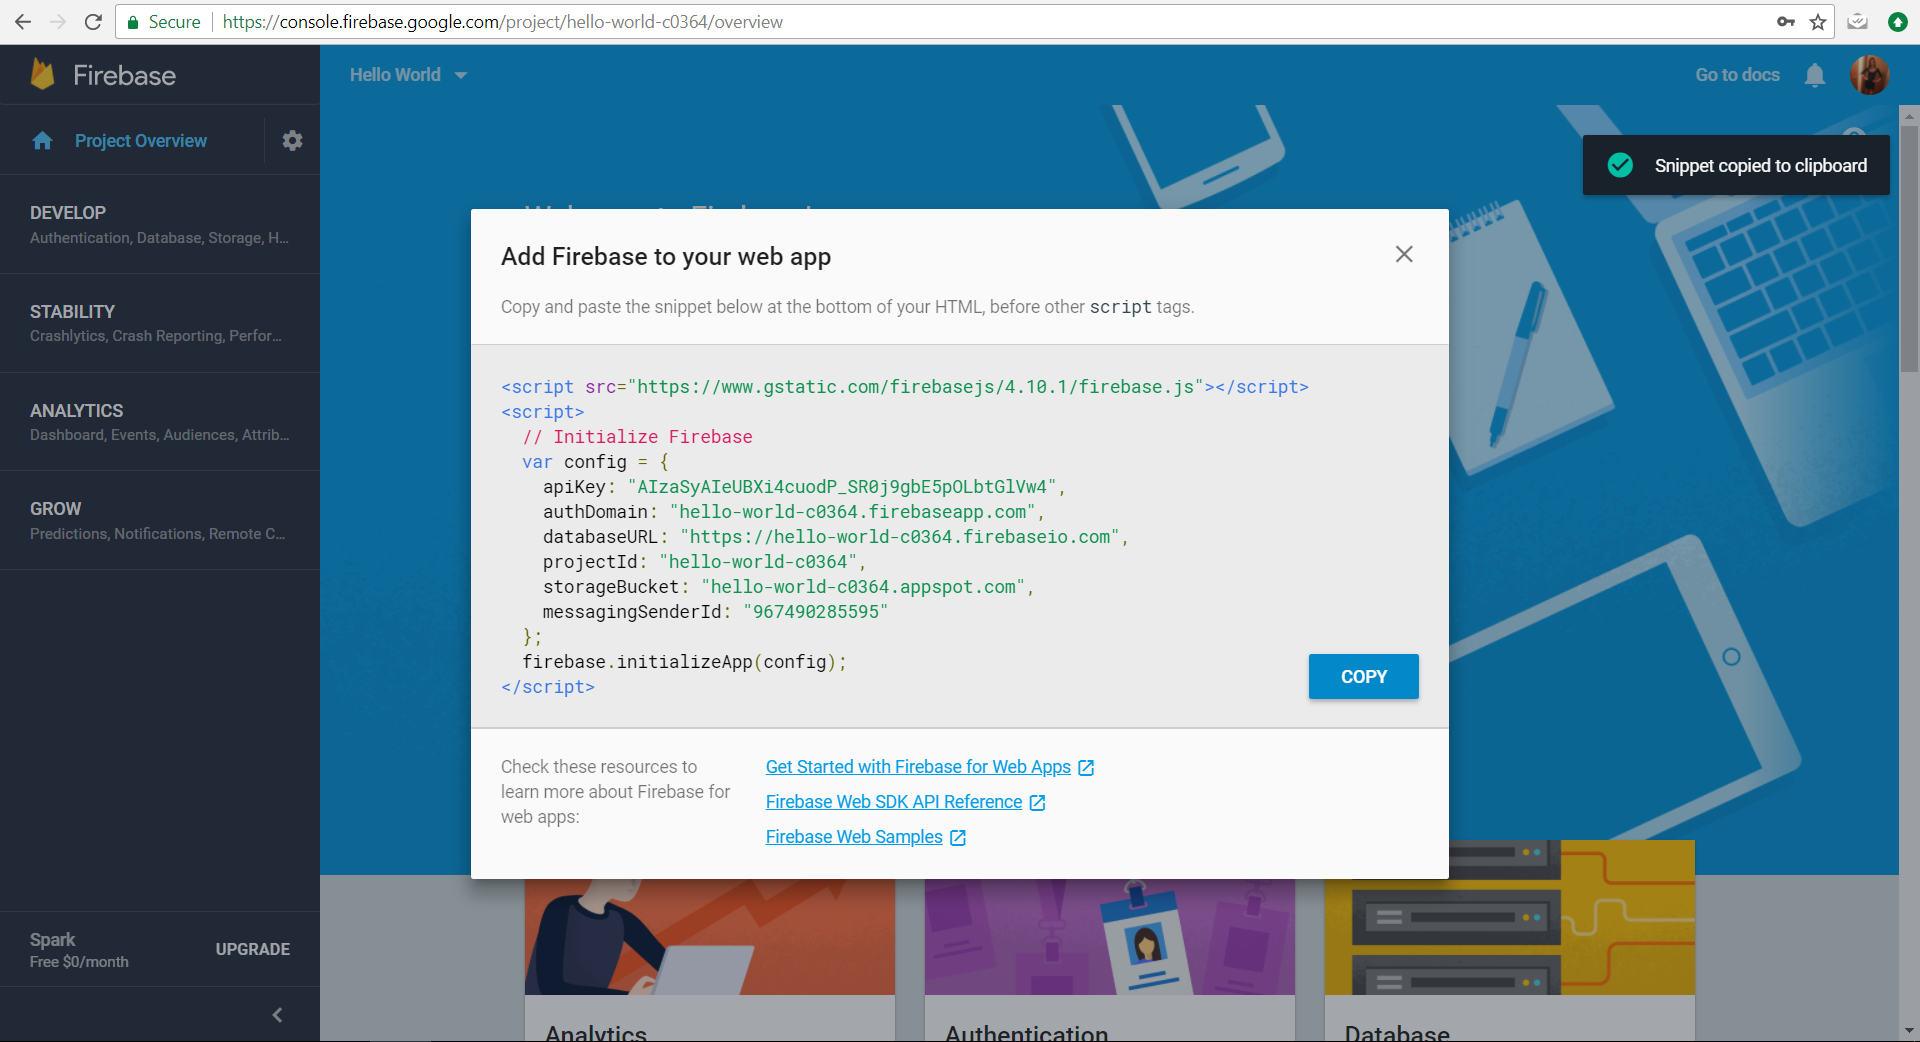 Secure
https://console.firebase.google.com/project/hello-world-c0364/overview
Firebase
Hello World
Go to docs
Project Overview
Snippet copied to clipboard
DEVELOP
Authentication, Database, Storage, H...
STABILITY
Crashlytics, Crash Reporting, Perfor...
ANALYTICS
Dashboard, Events, Audiences, Attrib...
GROW
Predictions, Notifications, Remote C...
Spark
Free $0/month
UPGRADE
Add Firebase to your web app
Copy and paste the snippet below at the bottom of your HTML, before other script tags.
<script src="https://www.gstatic.com/firebasejs/4.10.1/firebase.js"></script>
<script>
// Initialize Firebase
var config = {
apiKey: "AIzaSyAIeUBXi4cuodP_SR0j9gbE5pOLbtGlVw4",
authDomain: "hello-world-c0364.firebaseapp.com",
databaseURL: "https://hello-world-c0364.firebaseio.com",
projectId: "hello-world-c0364",
storageBucket: "hello-world-c0364.appspot.com",
messagingSenderId: "967490285595"
};
firebase.initializeApp(config);
</script>
COPY
Check these resources to
learn more about Firebase for
web apps:
Get Started with Firebase for Web Apps
Firebase Web SDK API Reference
Firebase Web Samples
Analytics
Authentication
Database